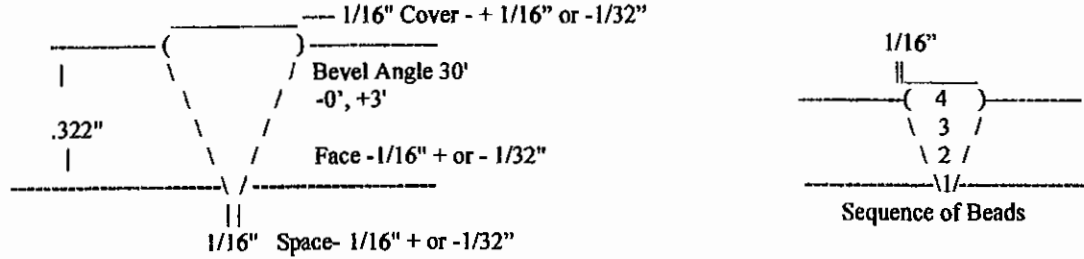 1/16" Cover - + 1/16" or -1/32"
Bevel Angle 30'
-0', +3'
.322"
Face -1/16" + or - 1/32"
1/16" Space- 1/16" + or -1/32"
1/16"
4
3
2
1
Sequence of Beads